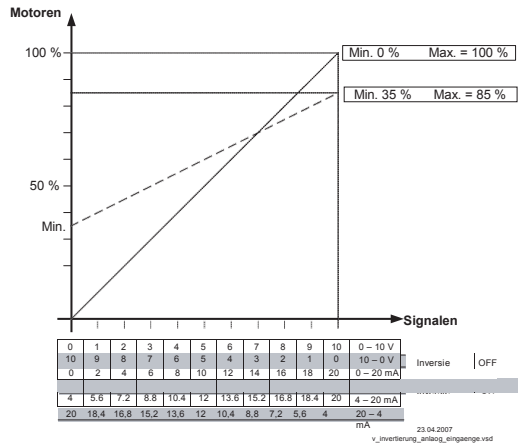 Motoren
100 %
Min. 0 % Max. = 100 %
Min. 35 % Max. = 85 %
50 %
Min.
Signalen
0 1 2 3 4 5 6 7 8 9 10 0 – 10 V
10 9 8 7 6 5 4 3 2 1 0 10 – 0 V Inversie OFF
0 2 4 6 8 10 12 14 16 18 20 0 – 20 mA
4 5.6 7.2 8.8 10.4 12 13.6 15.2 16.8 18.4 20 4 – 20 mA
20 18,4 16,8 15,2 13,6 12 10,4 8,8 7,2 5,6 4 20 – 4 mA
23.04.2007
v_invertierung_anlaog_eingaenge.vsd